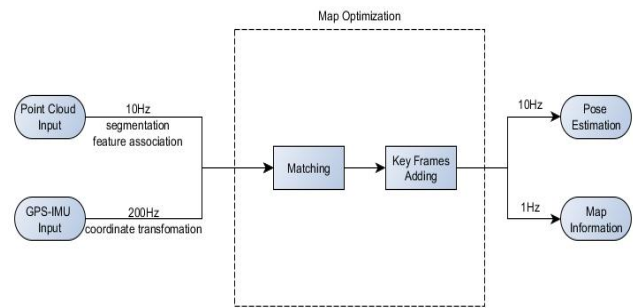 Map Optimization
Point Cloud
Input
10Hz
segmentation
feature association
GPS-IMU
Input
200Hz
coordinate transfomation
Matching
Key Frames
Adding
10Hz
Pose
Estimation
1Hz
Map
Information